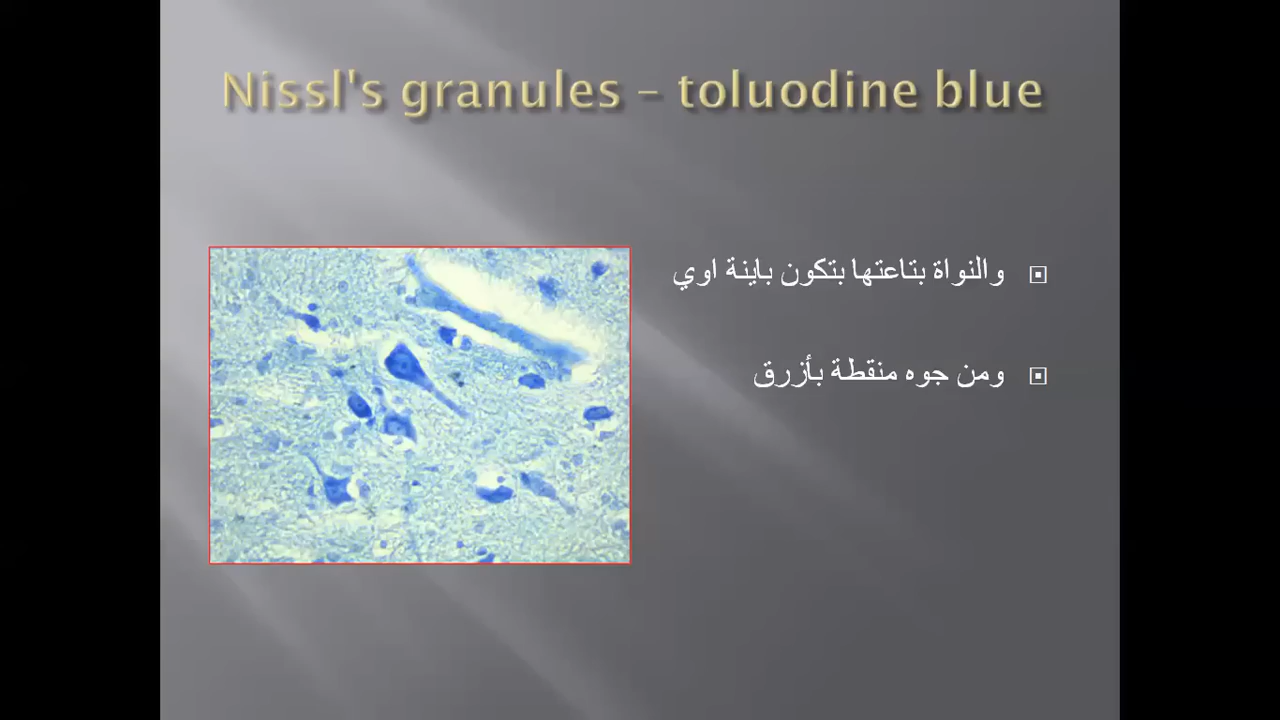 Nissl's granules – toluodine blue
والنواة بتاعتها بتكون باينة اوي
ومن جوه منقطة بأزرق